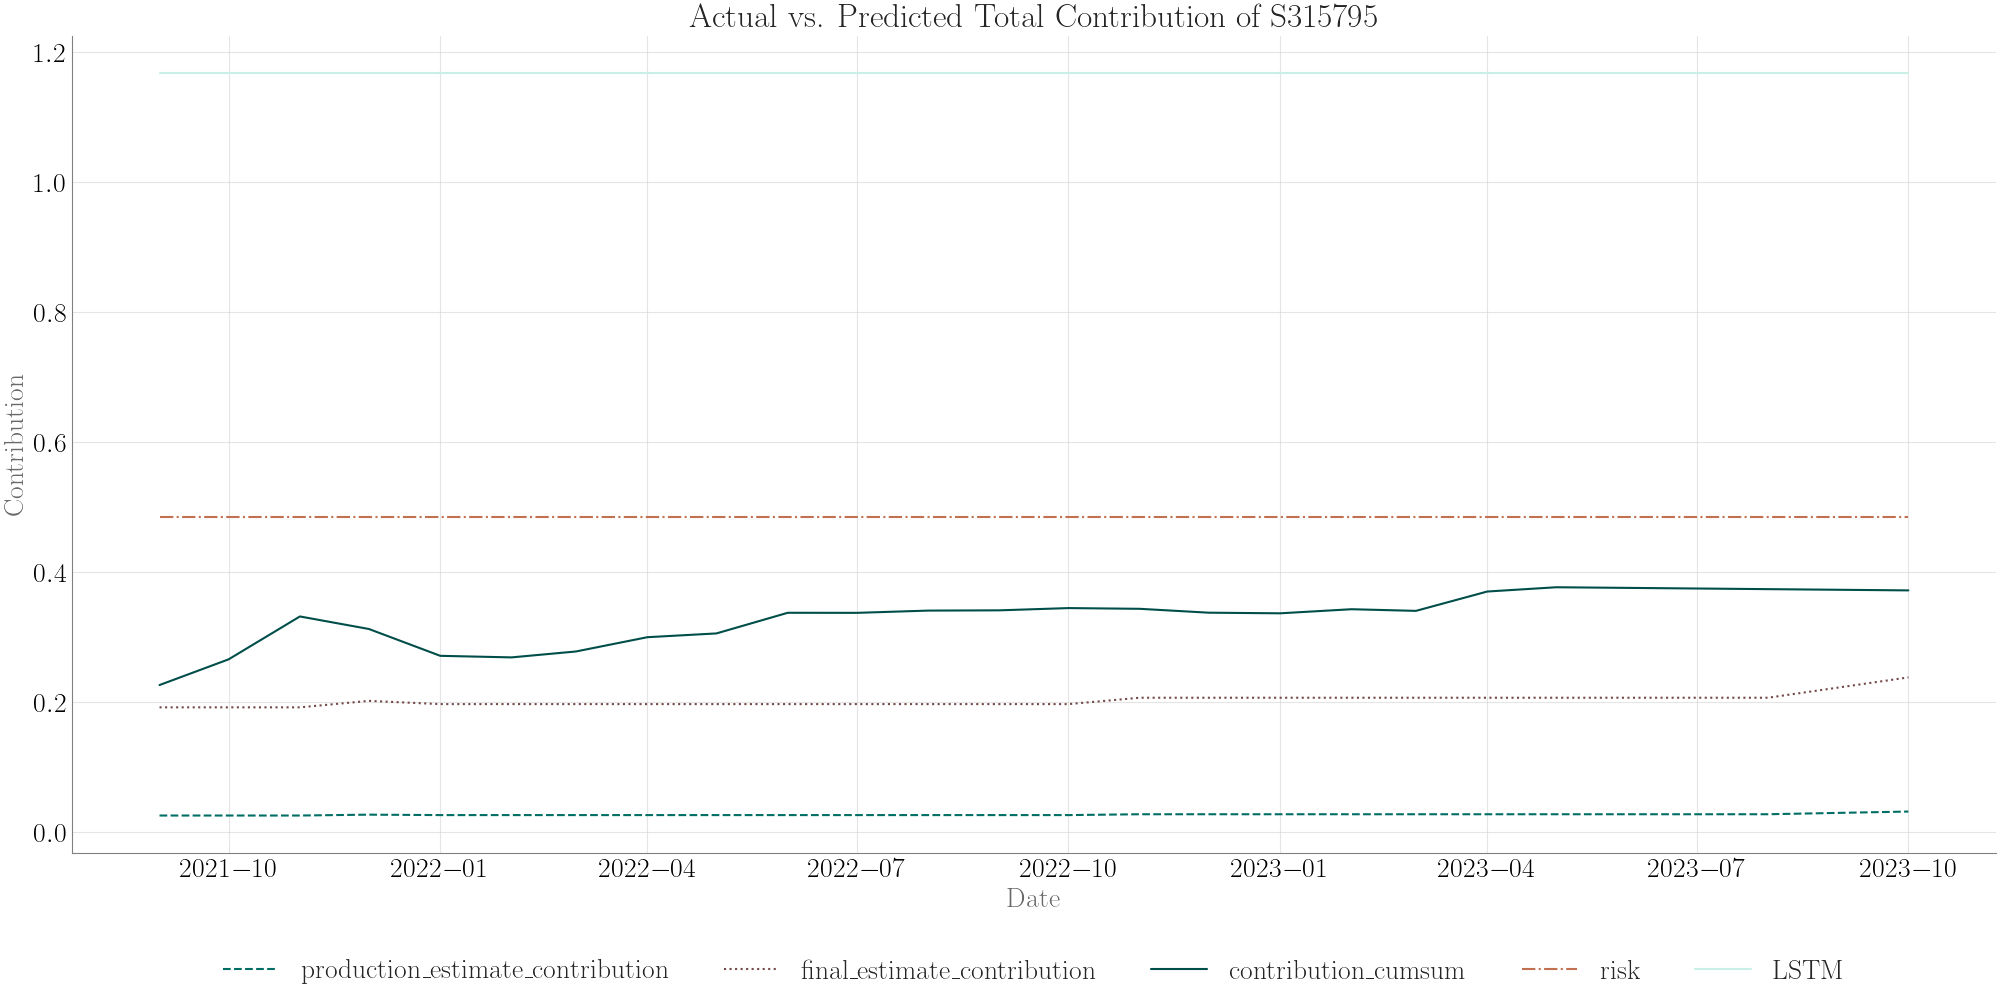 Actual vs. Predicted Total Contribution of S315795
1.2
1.0
0.8
0.6
0.4
0.2
0.0
Contribution
2021−10 2022−01 2022−04 2022−07 2022−10 2023−01 2023−04 2023−07 2023−10
Date
production_estimate_contribution final_estimate_contribution contribution_cumsum risk LSTM